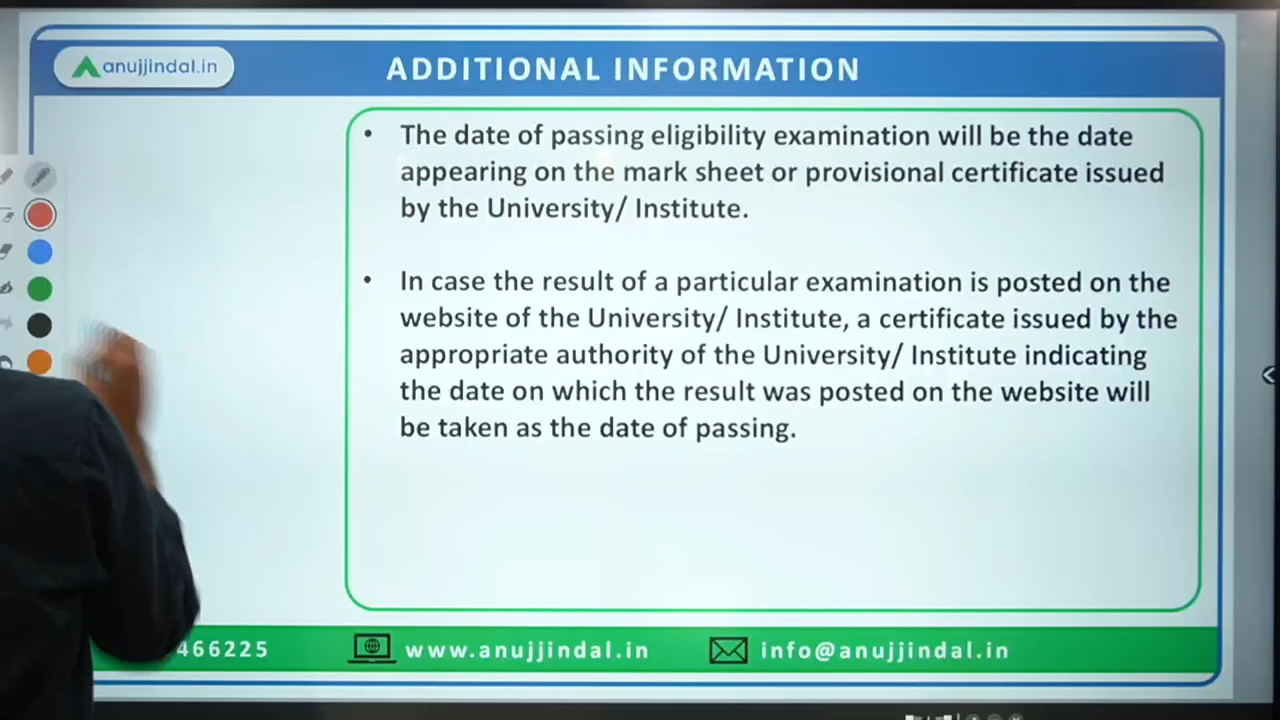 anujjindal.in
ADDITIONAL INFORMATION
• The date of passing eligibility examination will be the date
appearing on the mark sheet or provisional certificate issued
by the University/ Institute.
• In case the result of a particular examination is posted on the
website of the University/ Institute, a certificate issued by the
appropriate authority of the University/ Institute indicating
the date on which the result was posted on the website will
be taken as the date of passing.
466225 www.anujjindal.in info@anujjindal.in